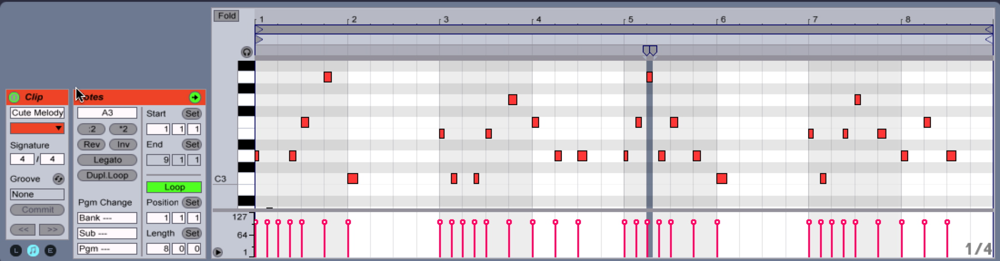 Fold
1 2 3 4 5 6 7 8
Clip
Cute Melody
Signature
4 / 4
Groove
None
Commit
<< >>
L E
otes
A3
:2 *2
Rev Inv
Legato
Dupl.Loop
Pgm Change
Bank ---
Sub ---
Pgm ---
Start Set
1 1 1
End Set
9 1 1
Loop
Position Set
1 1 1
Length Set
8 0 0
C3
127
64
1
1/4